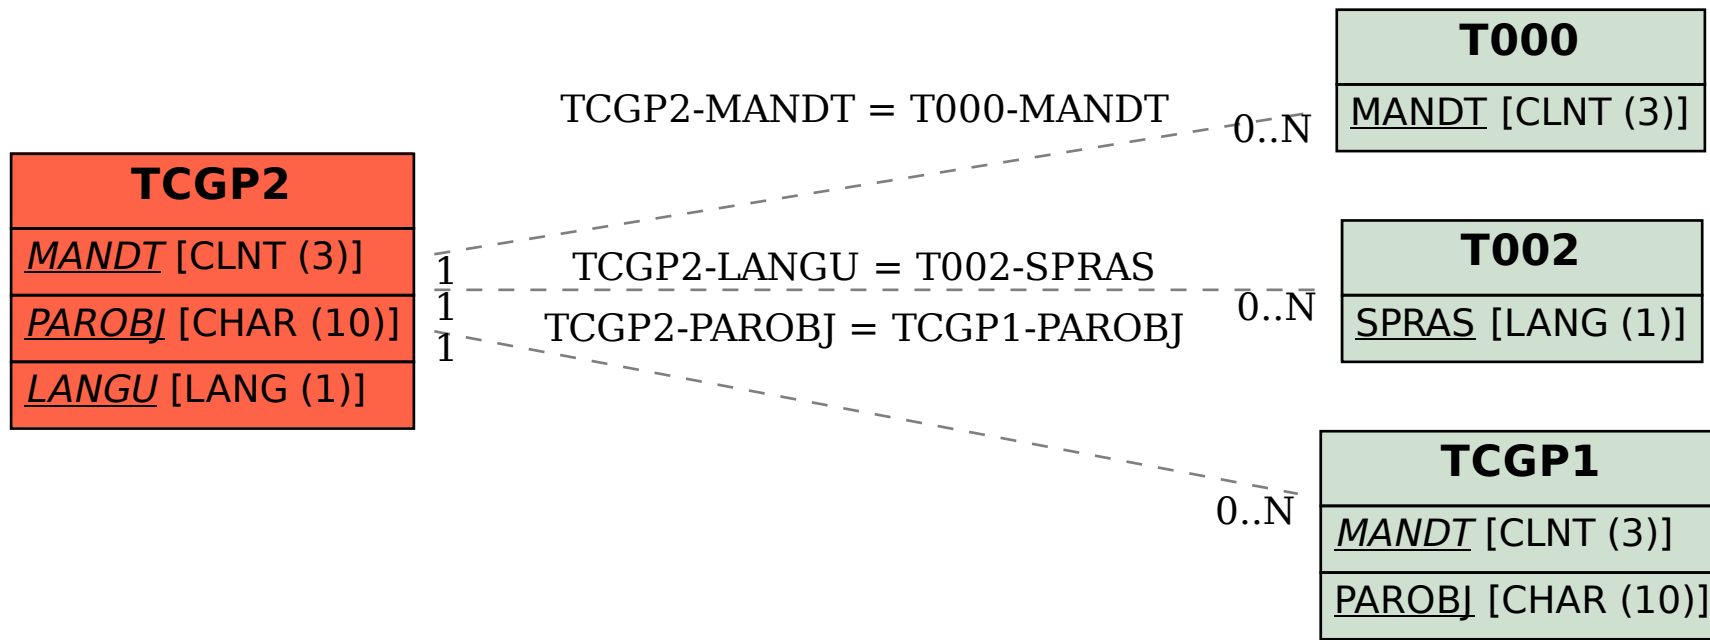 TCGP2
MANDT [CLNT (3)]
PAROBJ [CHAR (10)]
LANGU [LANG (1)]
TCGP2-MANDT = T000-MANDT
0..N
1
TCGP2-LANGU = T002-SPRAS
0..N
1
TCGP2-PAROBJ = TCGP1-PAROBJ
0..N
1
T000
MANDT [CLNT (3)]
T002
SPRAS [LANG (1)]
TCGP1
MANDT [CLNT (3)]
PAROBJ [CHAR (10)]